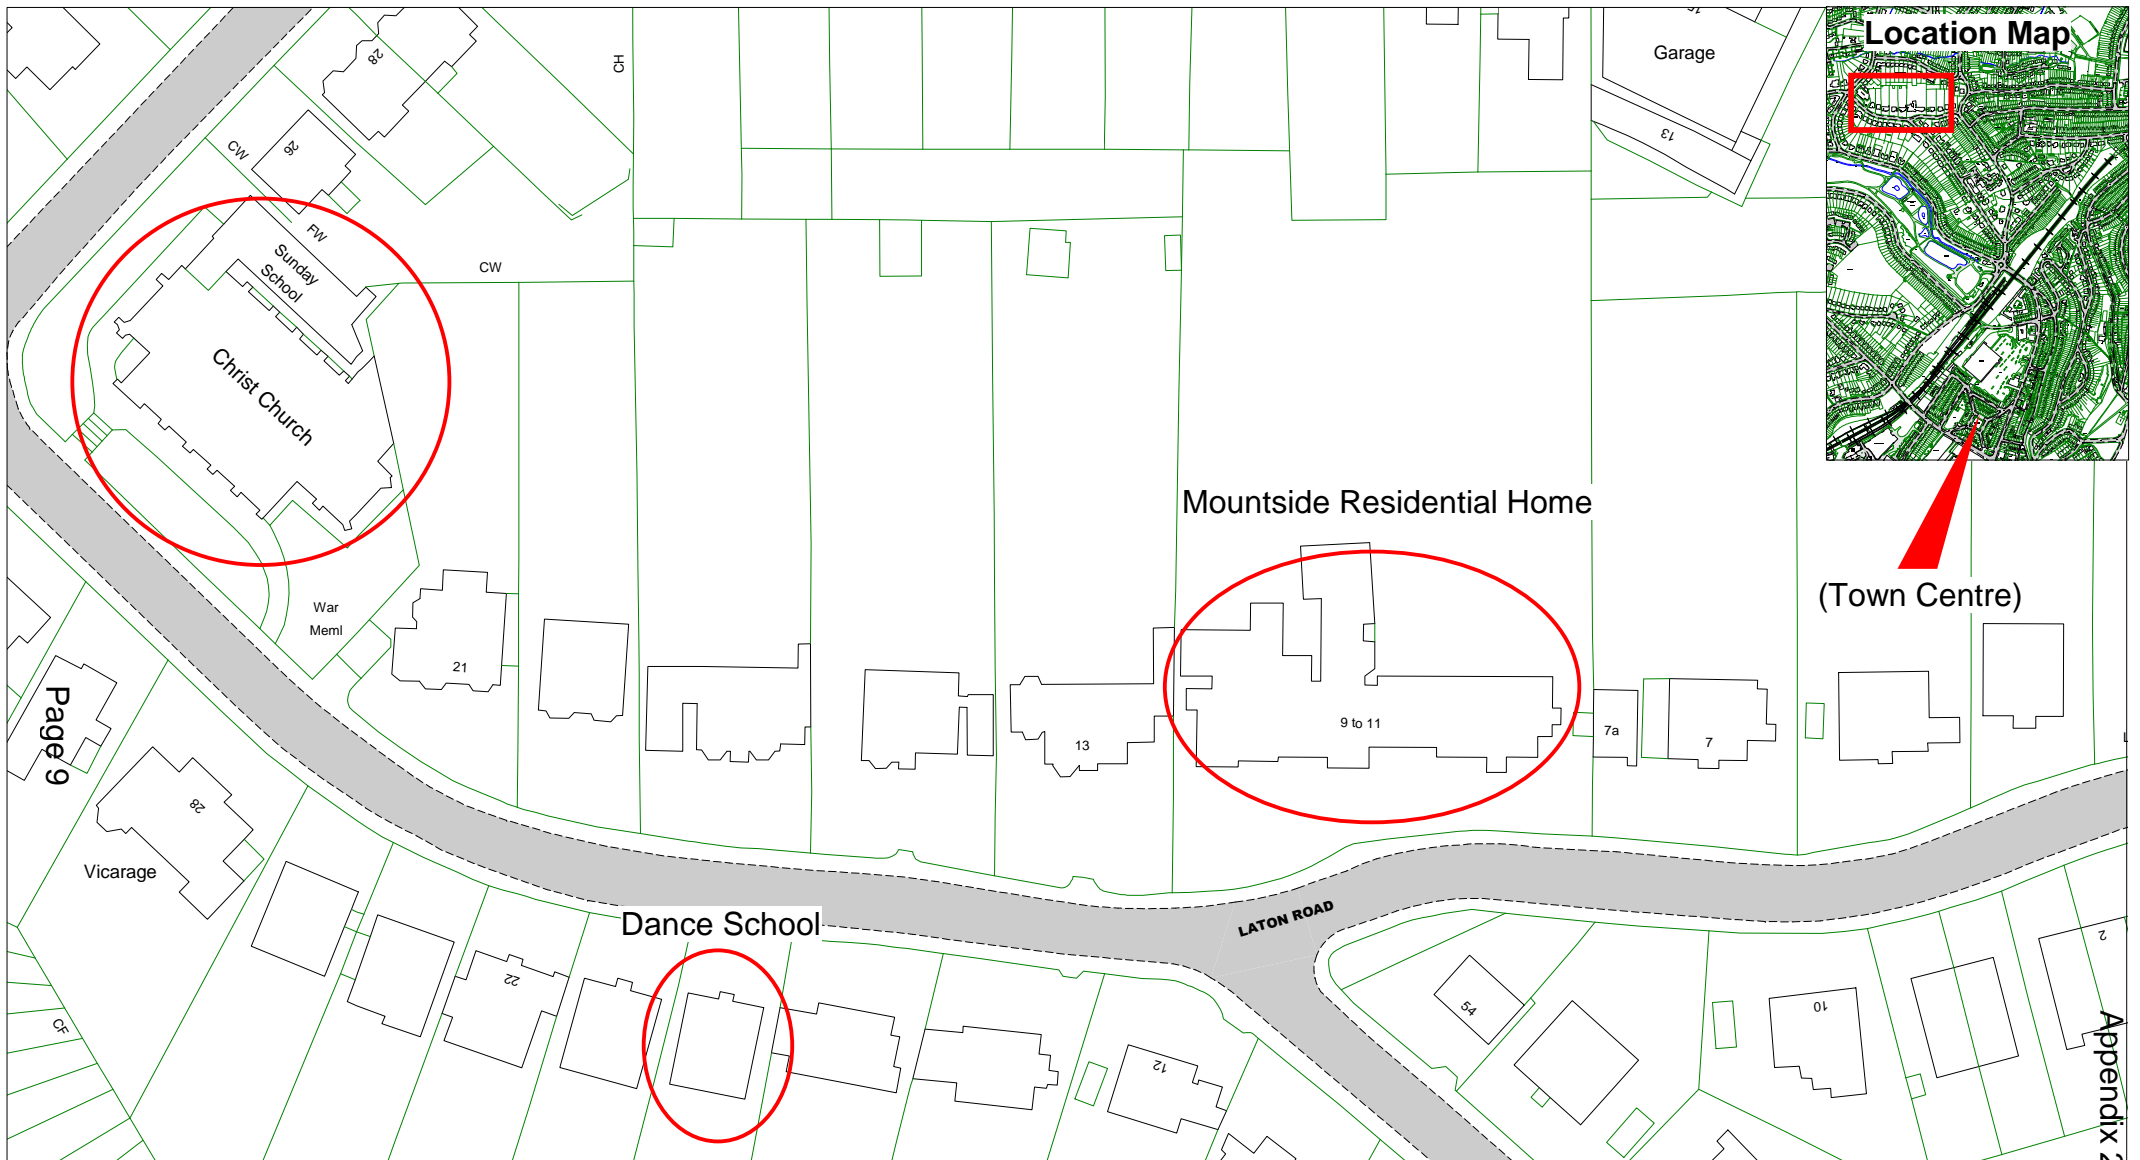 Location Map
Garage
13
CH
28
26
CW
FW
CW
Sunday
School
Christ Church
Mountside Residential Home
(Town Centre)
War
Meml
21
13
9 to 11
7a
7
Page 9
28
Vicarage
Dance School
LATON ROAD
22
12
54
10
2
CF
Appendix 2